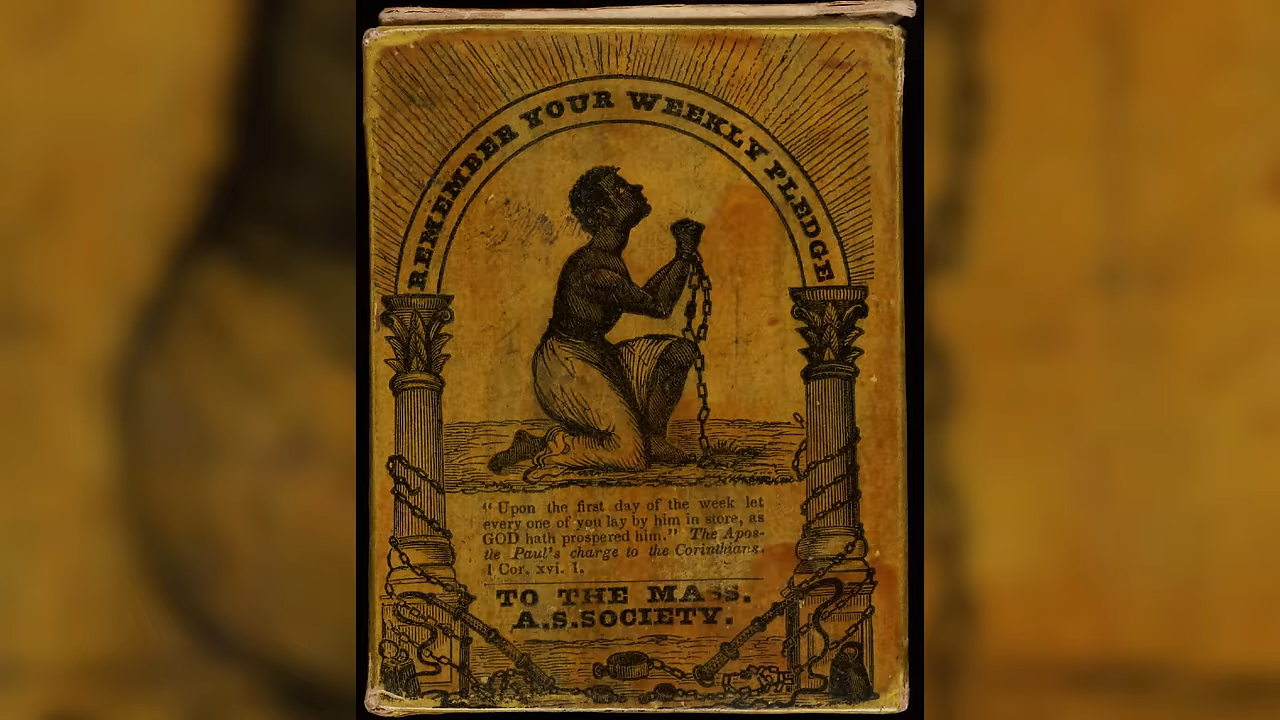 REMEMBER YOUR WEEKLY PLEDGE
“ Upon the first day of the week let
every one of you lay by him in store, as
GOD hath prospered him.” The Apos-
tle Paul's charge to the Corinthians.
1 Cor. xvi. 1.
TO THE MASS.
A.S.SOCIETY.